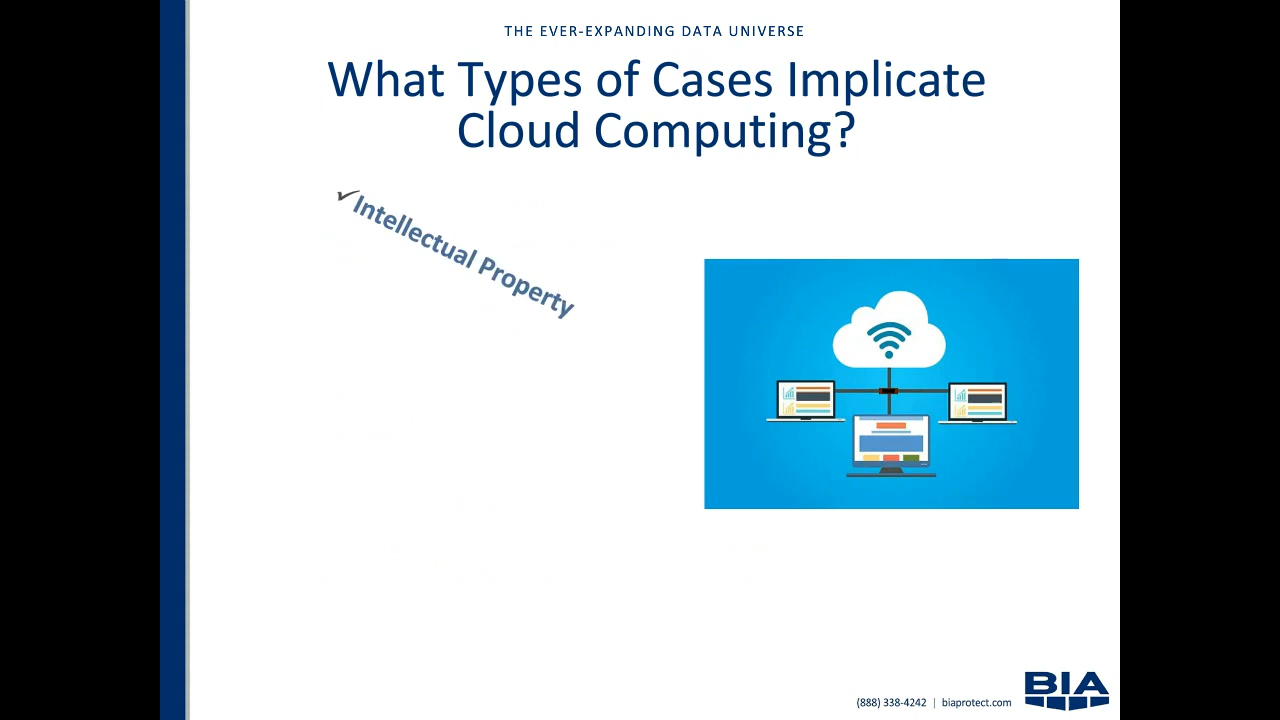 THE EVER-EXPANDING DATA UNIVERSE
What Types of Cases Implicate
Cloud Computing?
✓Intellectual Property
(888) 338-4242 | biaprotect.com
BIA